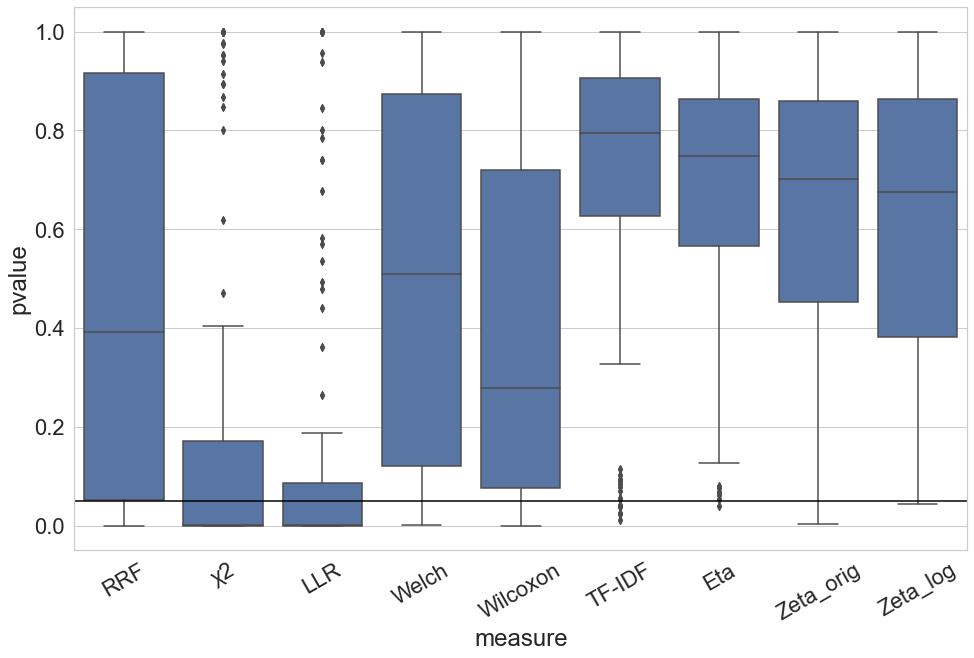 pvalue
1.0
0.8
0.6
0.4
0.2
0.0
RRF
χ2
LLR
Welch
Wilcoxon
TF-IDF
Eta
Zeta_orig
Zeta_log
measure